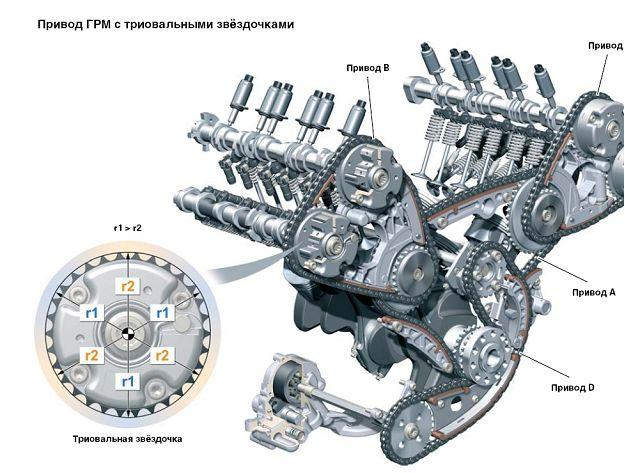 Привод ГРМ с триовальными звёздочками
Привод
Привод B
r1 > r2
r2
r1
r1
r2
r2
r1
Привод A
Привод D
Триовальная звёздочка